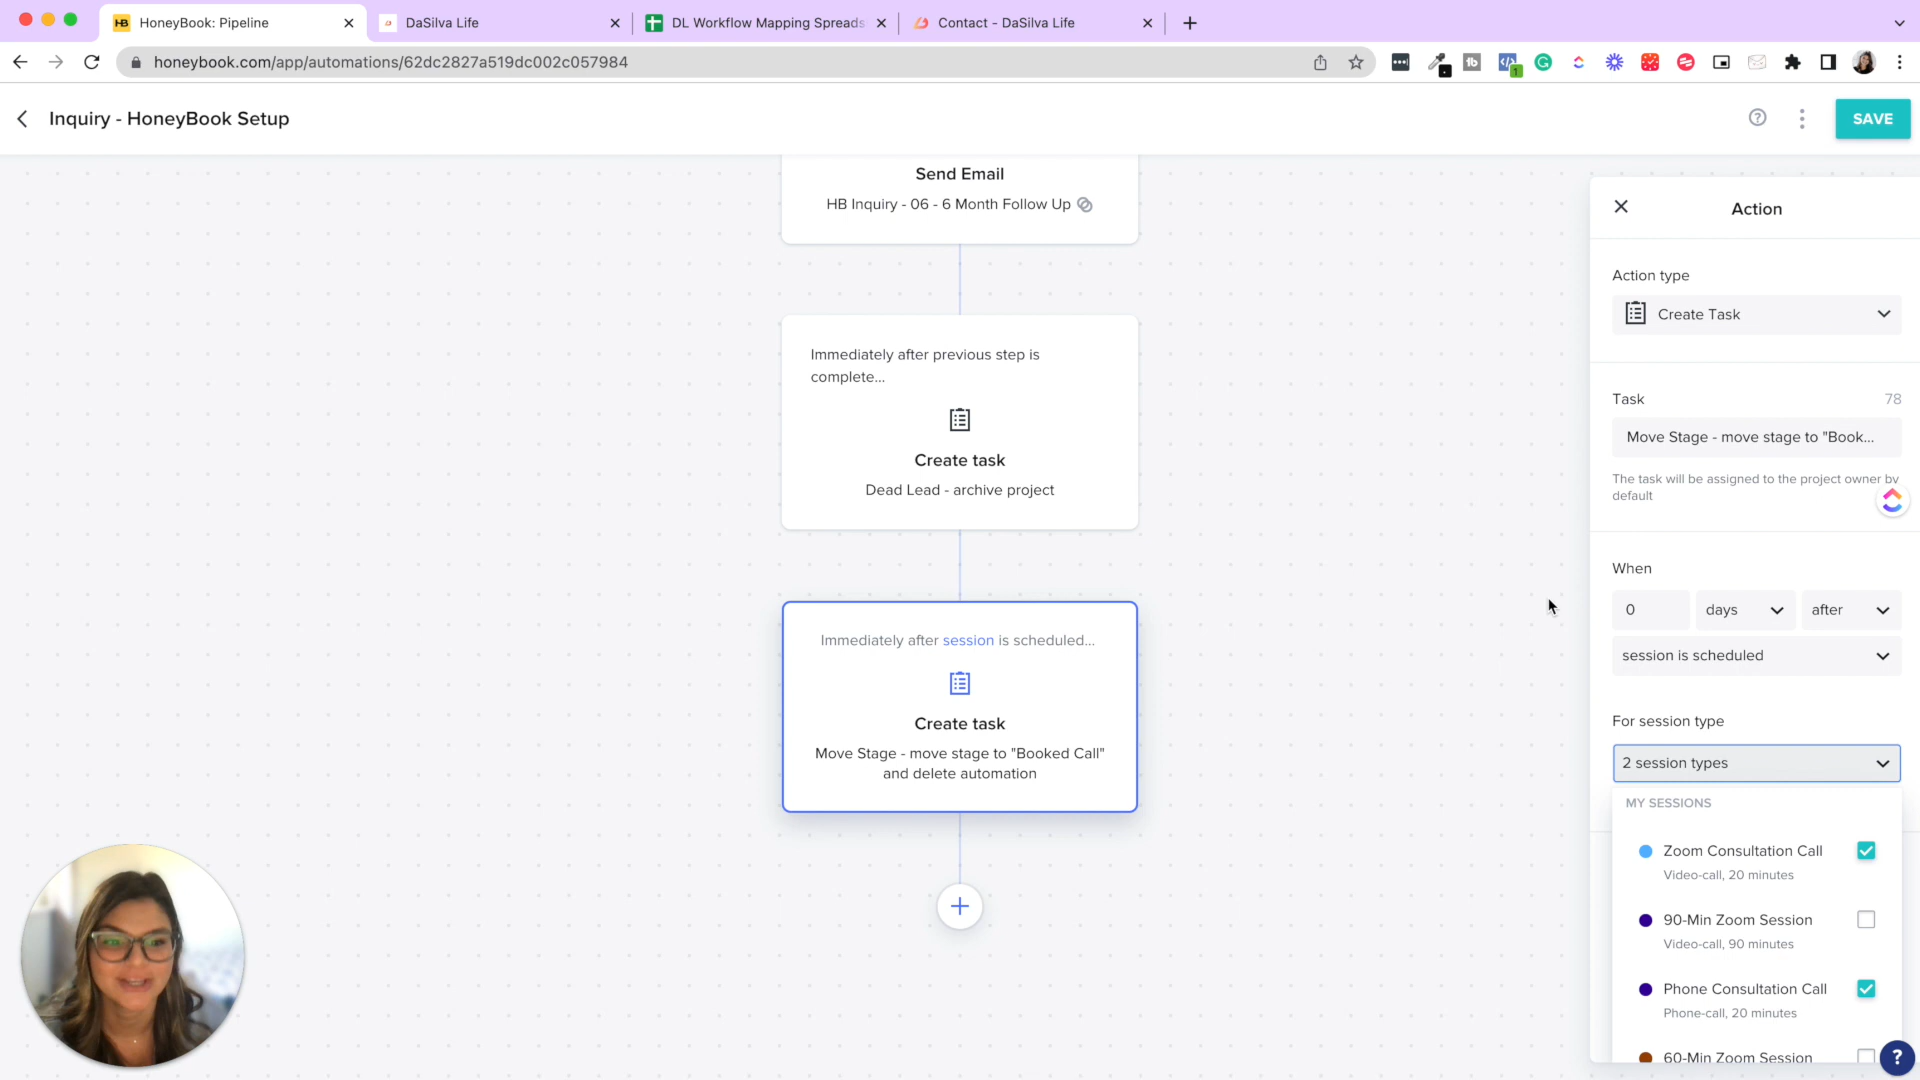 HB HoneyBook: Pipeline
DaSilva Life
DL Workflow Mapping Spreads
Contact - DaSilva Life
honeybook.com/app/automations/62dc2827a519dc002c057984
tb
1
Inquiry - HoneyBook Setup
SAVE
Send Email
HB Inquiry - 06 - 6 Month Follow Up
Immediately after previous step is
complete...
Create task
Dead Lead - archive project
Immediately after session is scheduled...
Create task
Move Stage - move stage to "Booked Call"
and delete automation
Action
Action type
Create Task
Task 78
Move Stage - move stage to "Book...
The task will be assigned to the project owner by
default
When
0 days after
session is scheduled
For session type
2 session types
MY SESSIONS
Zoom Consultation Call
Video-call, 20 minutes
90-Min Zoom Session
Video-call, 90 minutes
Phone Consultation Call
Phone-call, 20 minutes
60-Min Zoom Session
?